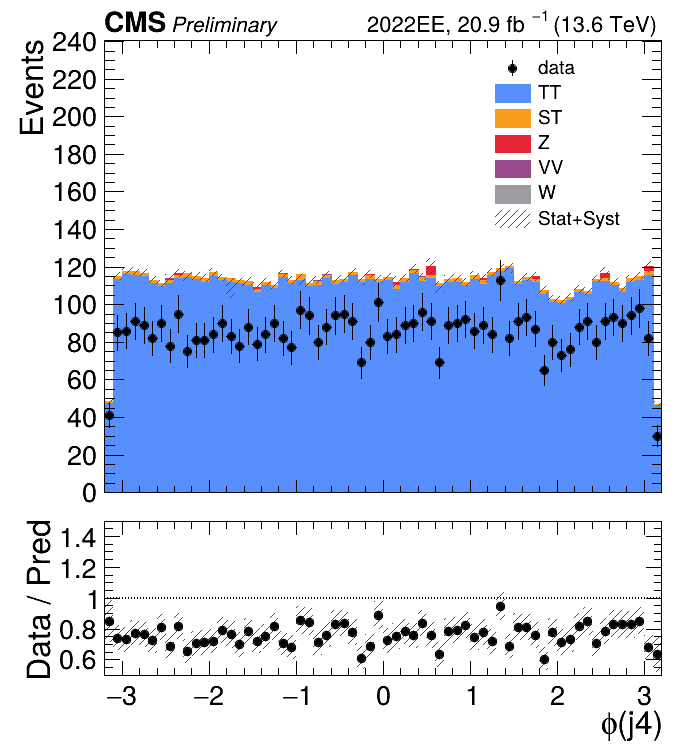 CMS Preliminary 2022EE, 20.9 fb⁻¹ (13.6 TeV)
Events
240
220
200
180
160
140
120
100
80
60
40
20
0
data
TT
ST
Z
VV
W
Stat+Syst
Data / Pred
1.4
1.2
1
0.8
0.6
−3 −2 −1 0 1 2 3
ϕ(j4)